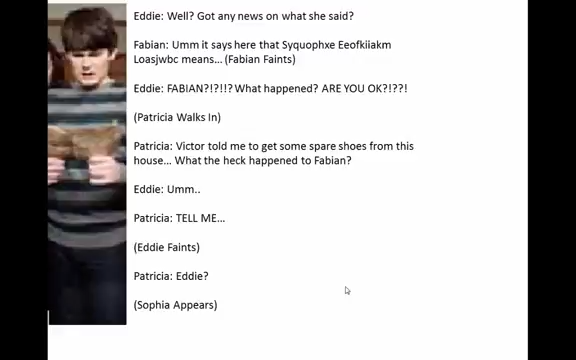 Eddie: Well? Got any news on what she said?
Fabian: Umm it says here that Syquophxe Eeofkiiakm
Loasjwbc means... (Fabian Faints)
Eddie: FABIAN?!?!!? What happened? ARE YOU OK?!??!
(Patricia Walks In)
Patricia: Victor told me to get some spare shoes from this
house... What the heck happened to Fabian?
Eddie: Umm..
Patricia: TELL ME...
(Eddie Faints)
Patricia: Eddie?
(Sophia Appears)